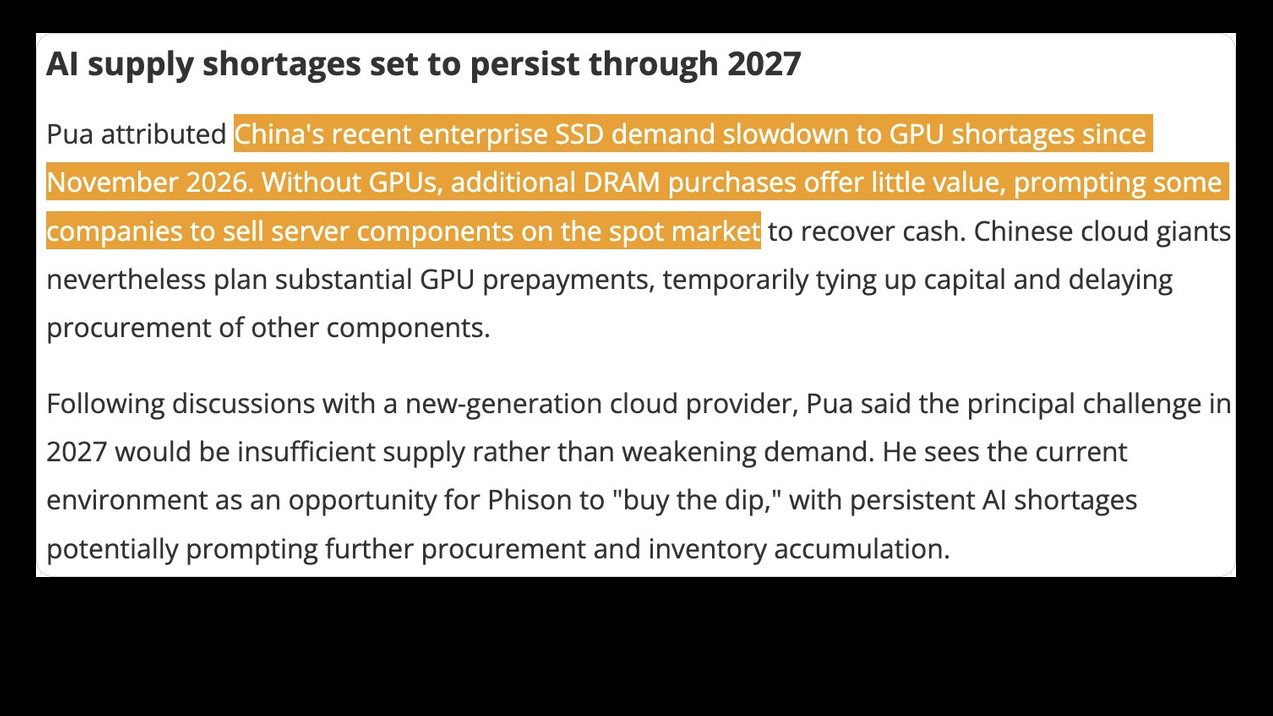 AI supply shortages set to persist through 2027
Pua attributed China's recent enterprise SSD demand slowdown to GPU shortages since
November 2026. Without GPUs, additional DRAM purchases offer little value, prompting some
companies to sell server components on the spot market to recover cash. Chinese cloud giants
nevertheless plan substantial GPU prepayments, temporarily tying up capital and delaying
procurement of other components.
Following discussions with a new-generation cloud provider, Pua said the principal challenge in
2027 would be insufficient supply rather than weakening demand. He sees the current
environment as an opportunity for Phison to "buy the dip," with persistent AI shortages
potentially prompting further procurement and inventory accumulation.